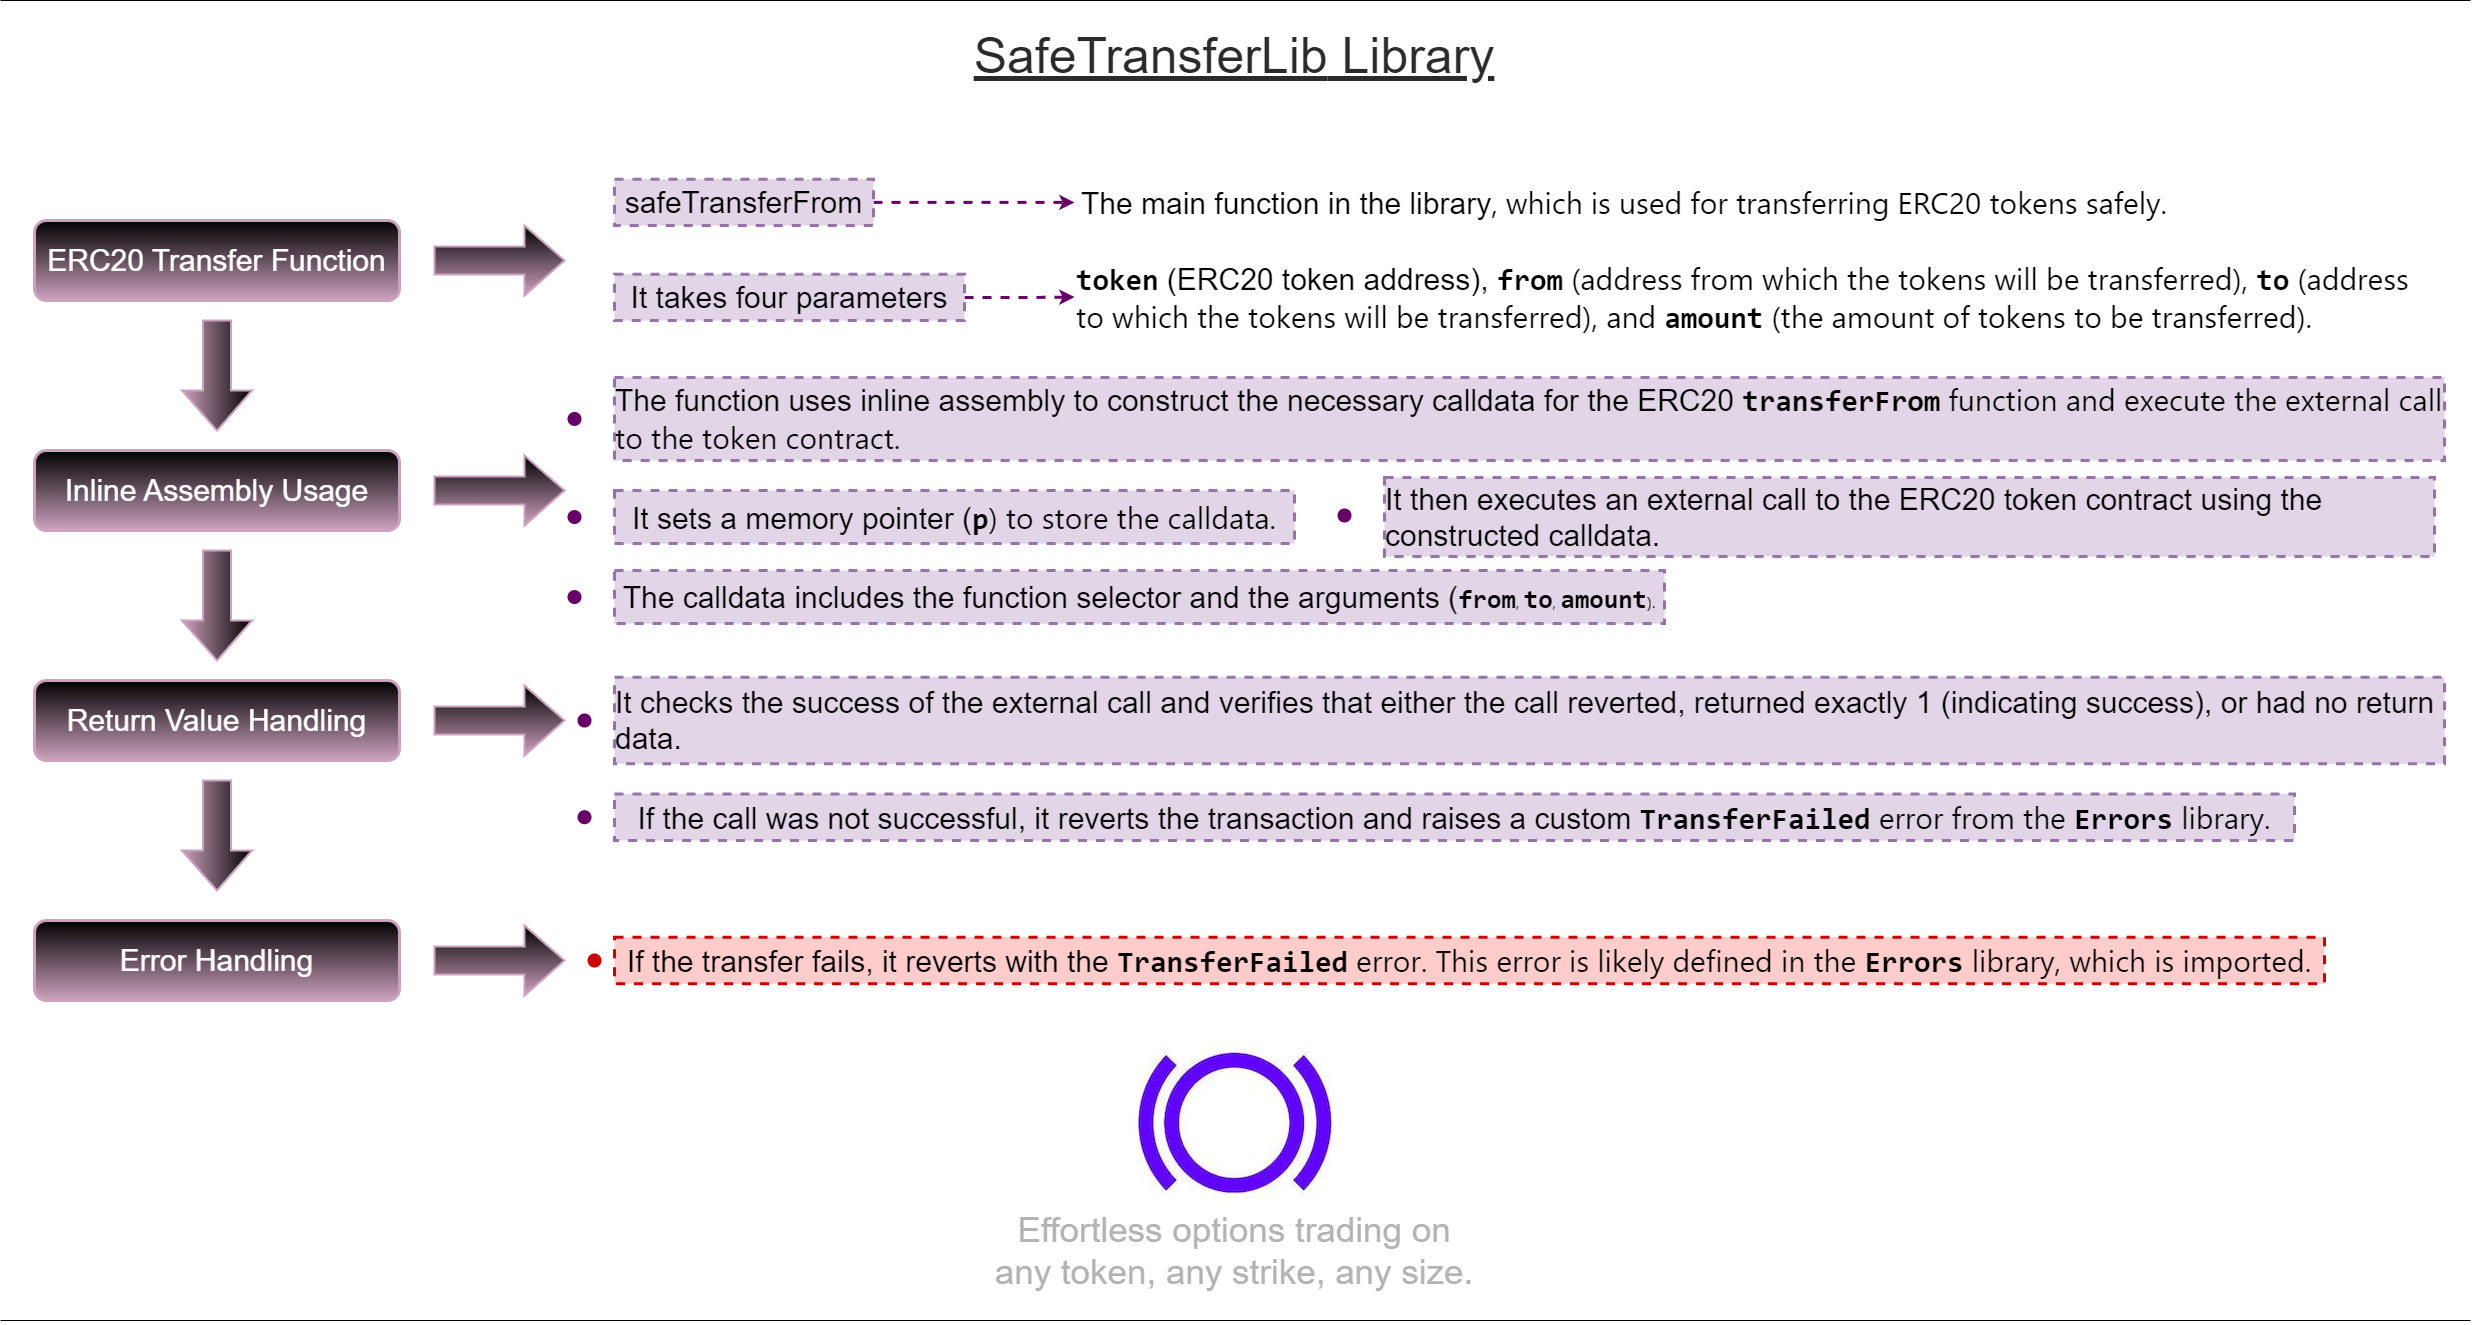 SafeTransferLib Library
ERC20 Transfer Function
safeTransferFrom
The main function in the library, which is used for transferring ERC20 tokens safely.
It takes four parameters
token (ERC20 token address), from (address from which the tokens will be transferred), to (address
to which the tokens will be transferred), and amount (the amount of tokens to be transferred).
Inline Assembly Usage
The function uses inline assembly to construct the necessary calldata for the ERC20 transferFrom function and execute the external call
to the token contract.
It sets a memory pointer (p) to store the calldata.
It then executes an external call to the ERC20 token contract using the
constructed calldata.
The calldata includes the function selector and the arguments (from, to, amount).
Return Value Handling
It checks the success of the external call and verifies that either the call reverted, returned exactly 1 (indicating success), or had no return
data.
If the call was not successful, it reverts the transaction and raises a custom TransferFailed error from the Errors library.
Error Handling
If the transfer fails, it reverts with the TransferFailed error. This error is likely defined in the Errors library, which is imported.
Effortless options trading on
any token, any strike, any size.